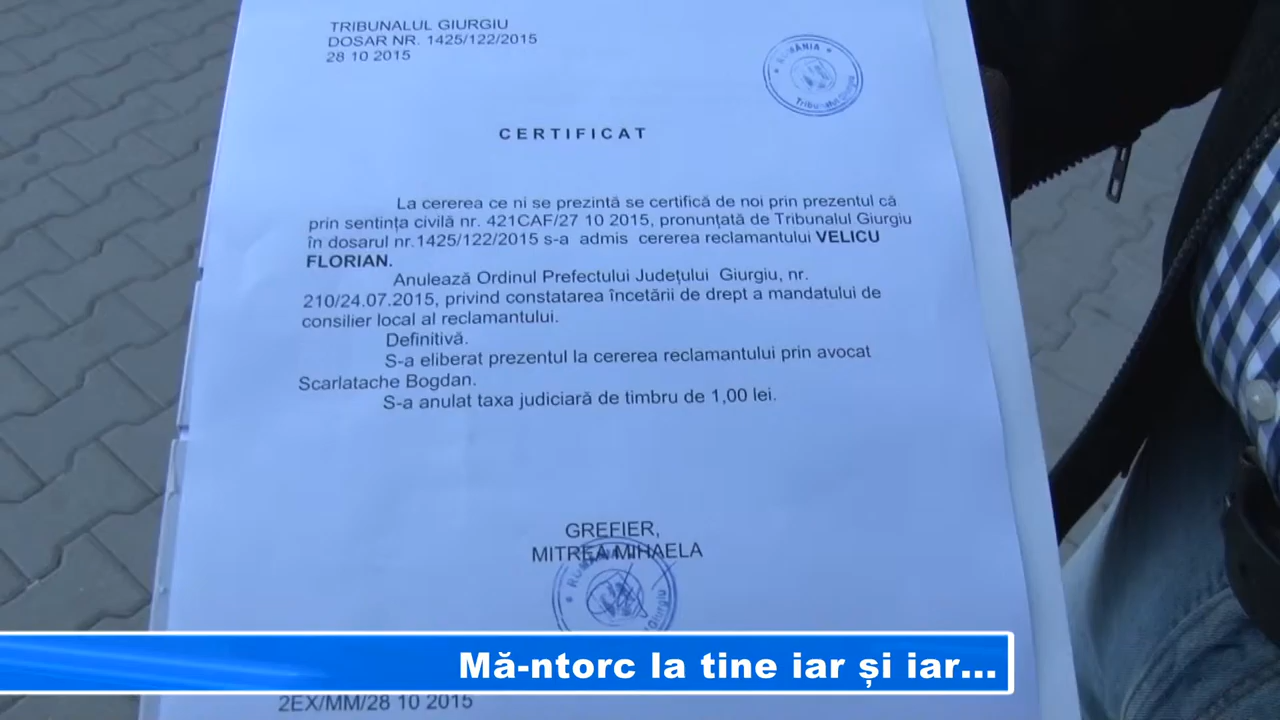 TRIBUNALUL GIURGIU
DOSAR NR. 1425/122/2015
28 10 2015
ROMÂNIA
Tribunalul Giurgiu
CERTIFICAT
La cererea ce ni se prezintă se certifică de noi prin prezentul că
prin sentința civilă nr. 421CAF/27 10 2015, pronunțată de Tribunalul Giurgiu
în dosarul nr.1425/122/2015 s-a admis cererea reclamantului VELICU
FLORIAN.
Anulează Ordinul Prefectului Județului Giurgiu, nr.
210/24.07.2015, privind constatarea încetării de drept a mandatului de
consilier local al reclamantului.
Definitivă.
S-a eliberat prezentul la cererea reclamantului prin avocat
Scarlatache Bogdan.
S-a anulat taxa judiciară de timbru de 1,00 lei.
GREFIER,
MITREA MIHAELA
ROMÂNIA
Giurgiu
Mă-ntorc la tine iar și iar...
2EX/MM/28 10 2015